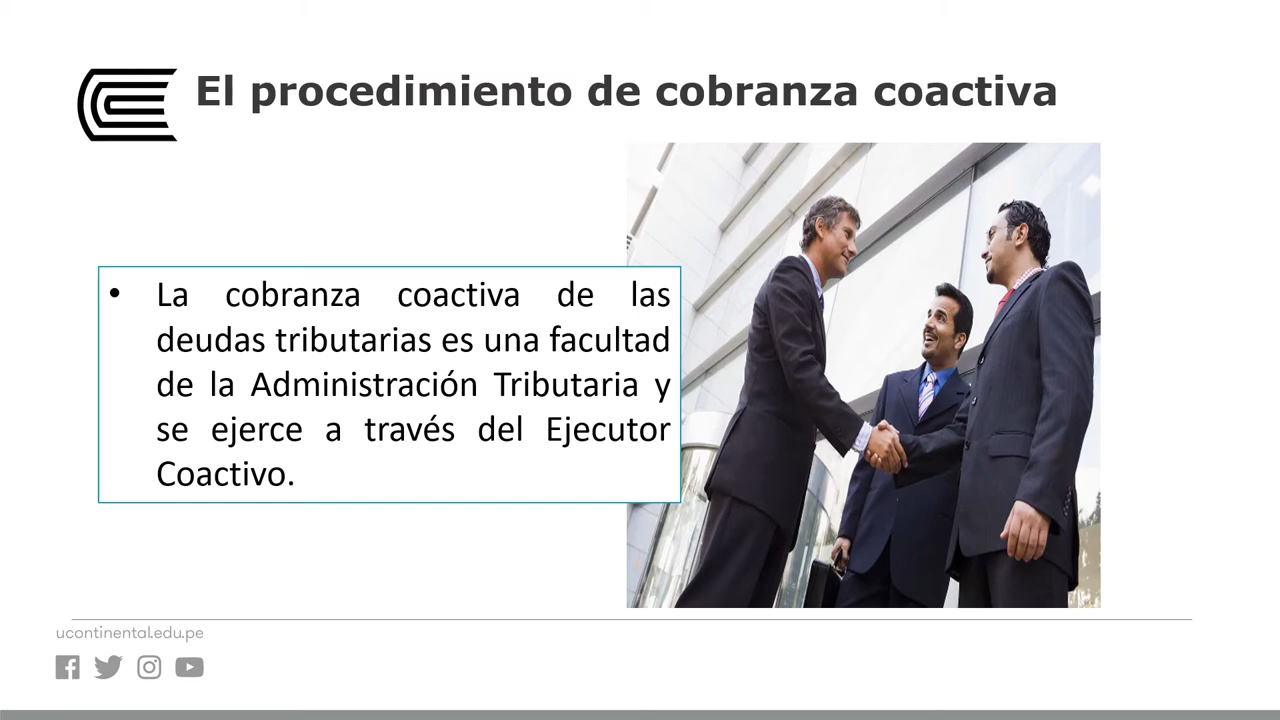 El procedimiento de cobranza coactiva
• La cobranza coactiva de las
deudas tributarias es una facultad
de la Administración Tributaria y
se ejerce a través del Ejecutor
Coactivo.
ucontinental.edu.pe